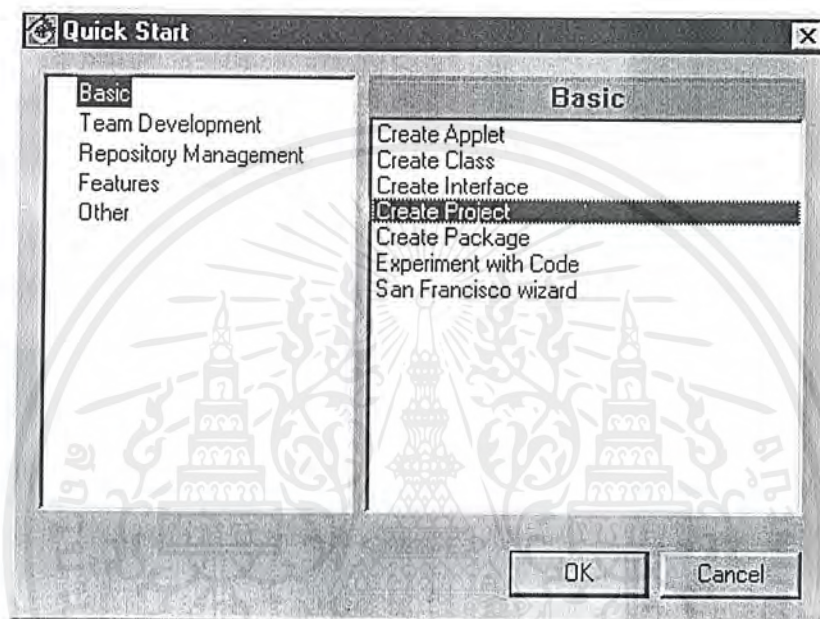 Quick Start
Basic
Team Development
Repository Management
Features
Other
Basic
Create Applet
Create Class
Create Interface
Create Project
Create Package
Experiment with Code
San Francisco wizard
OK
Cancel